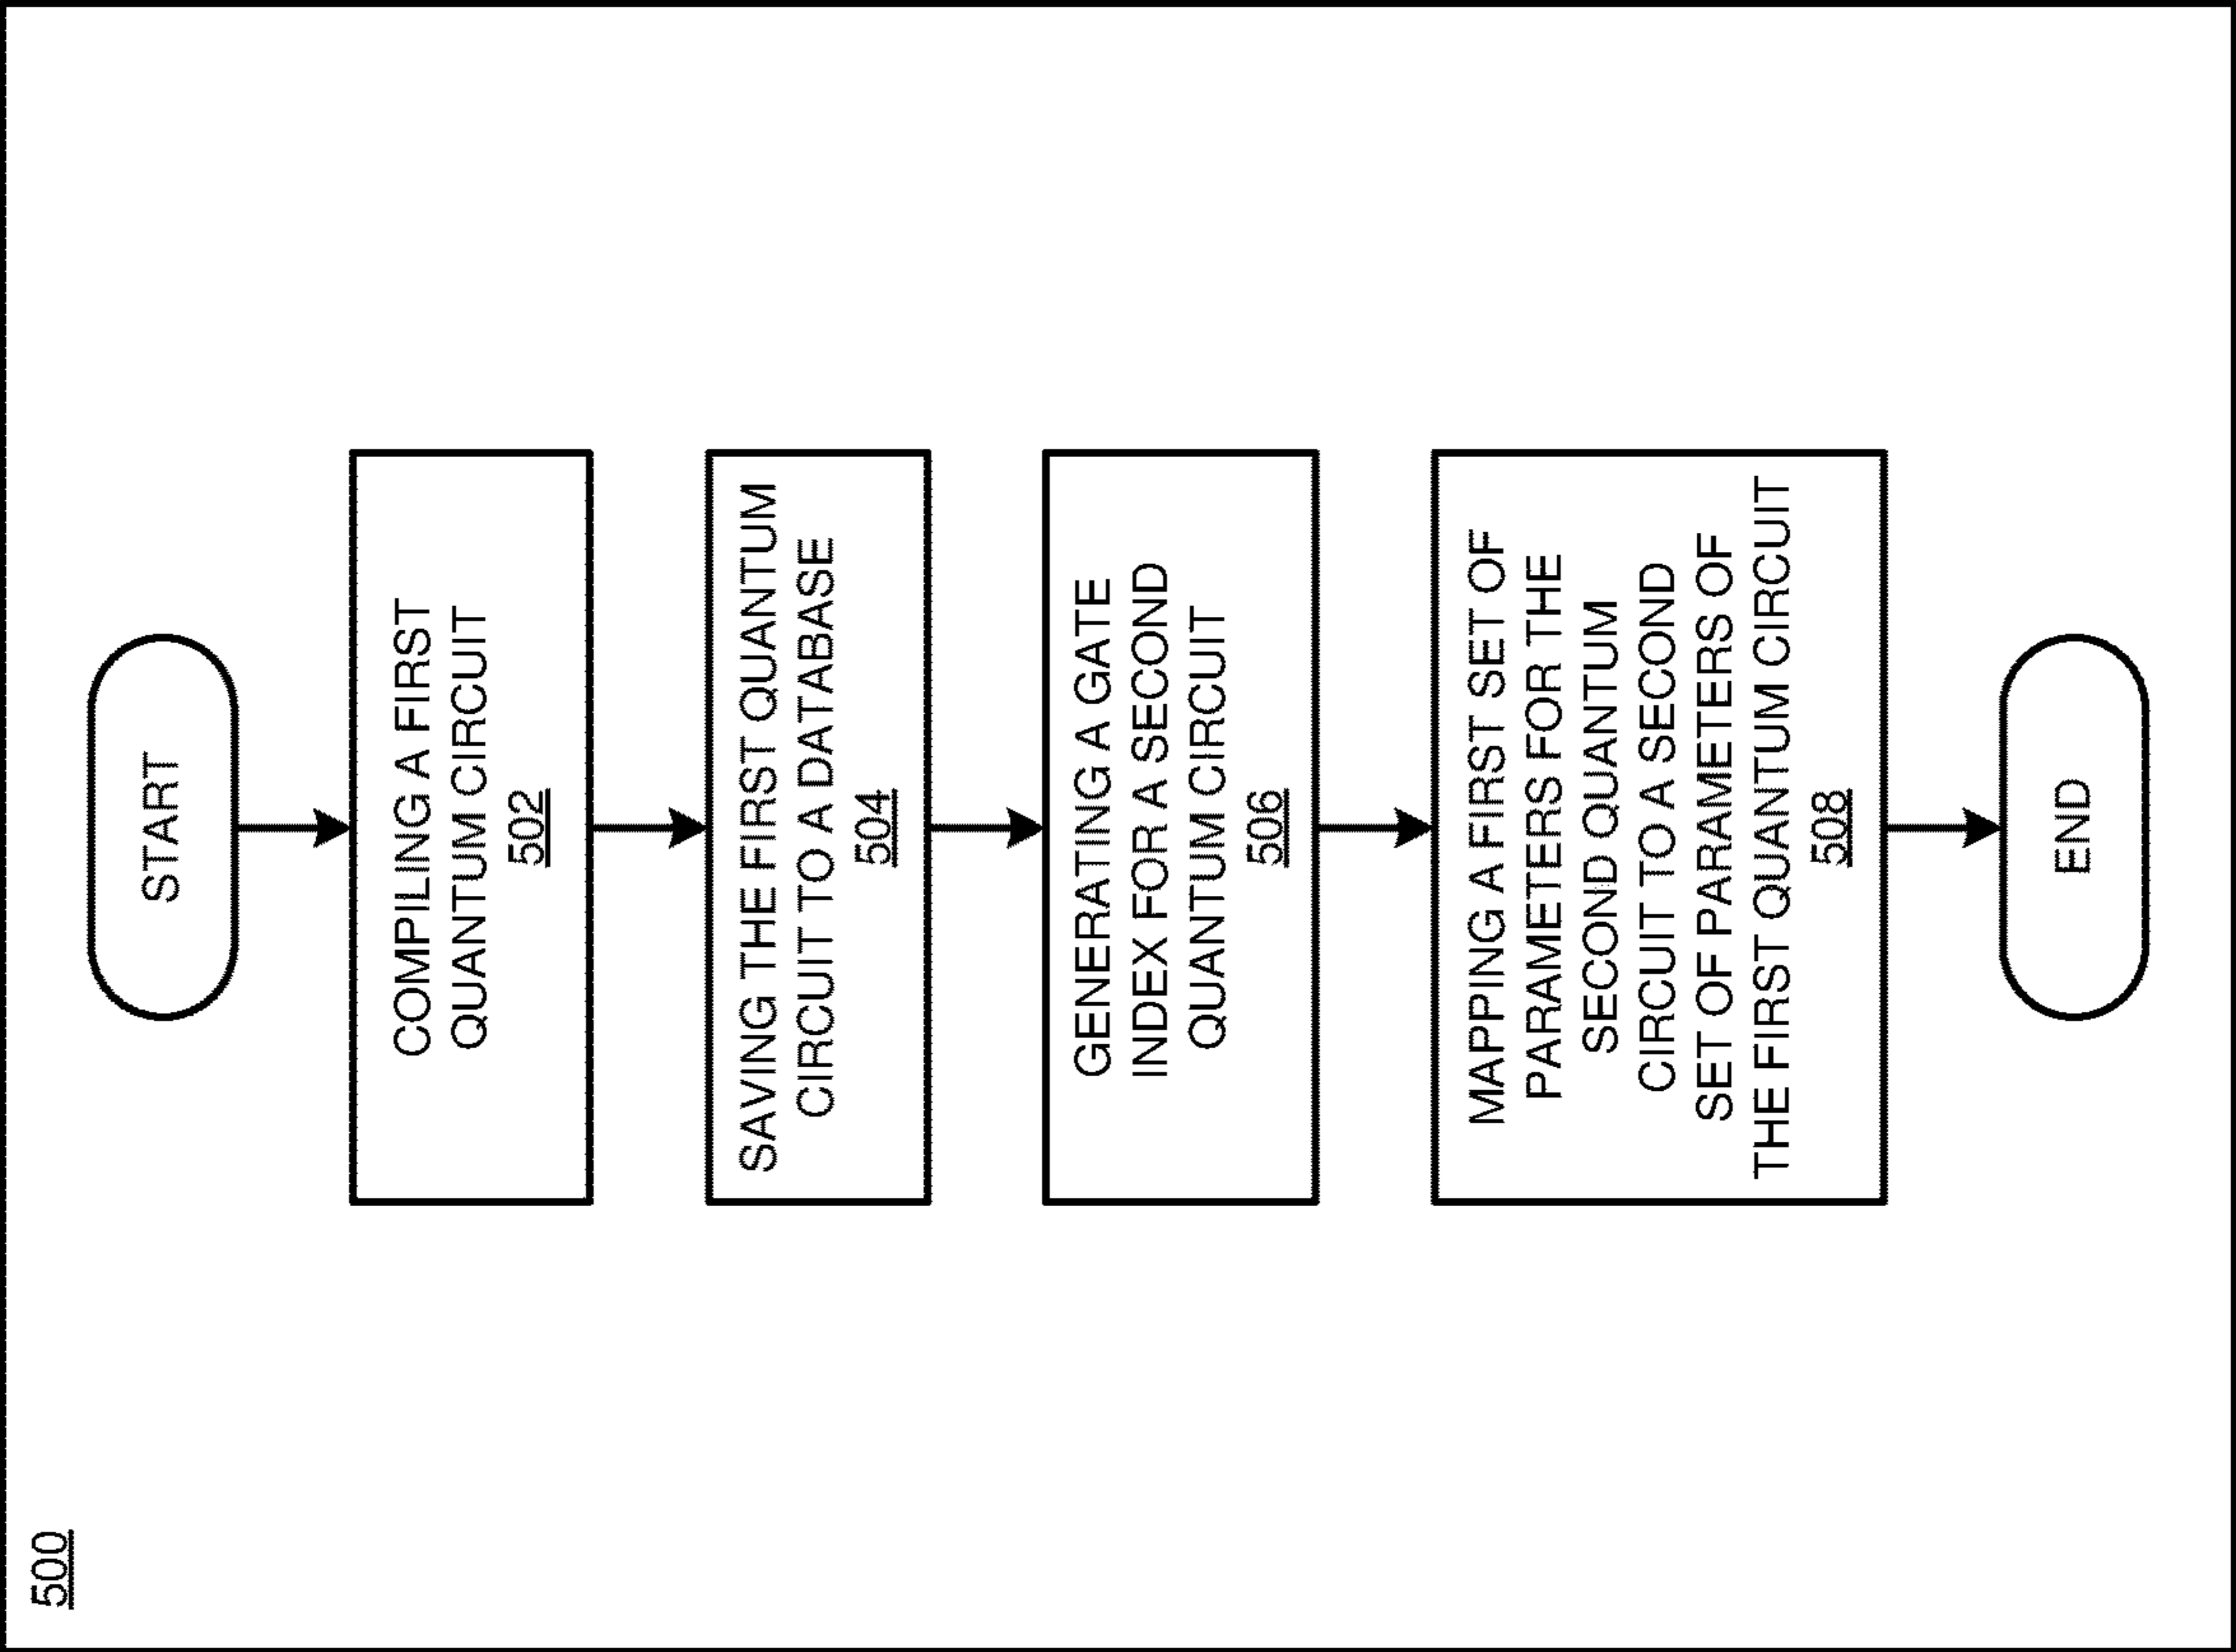 500
START
COMPILING A FIRST
QUANTUM CIRCUIT
502
SAVING THE FIRST QUANTUM
CIRCUIT TO A DATABASE
504
GENERATING A GATE
INDEX FOR A SECOND
QUANTUM CIRCUIT
506
MAPPING A FIRST SET OF
PARAMETERS FOR THE
SECOND QUANTUM
CIRCUIT TO A SECOND
SET OF PARAMETERS OF
THE FIRST QUANTUM CIRCUIT
508
END